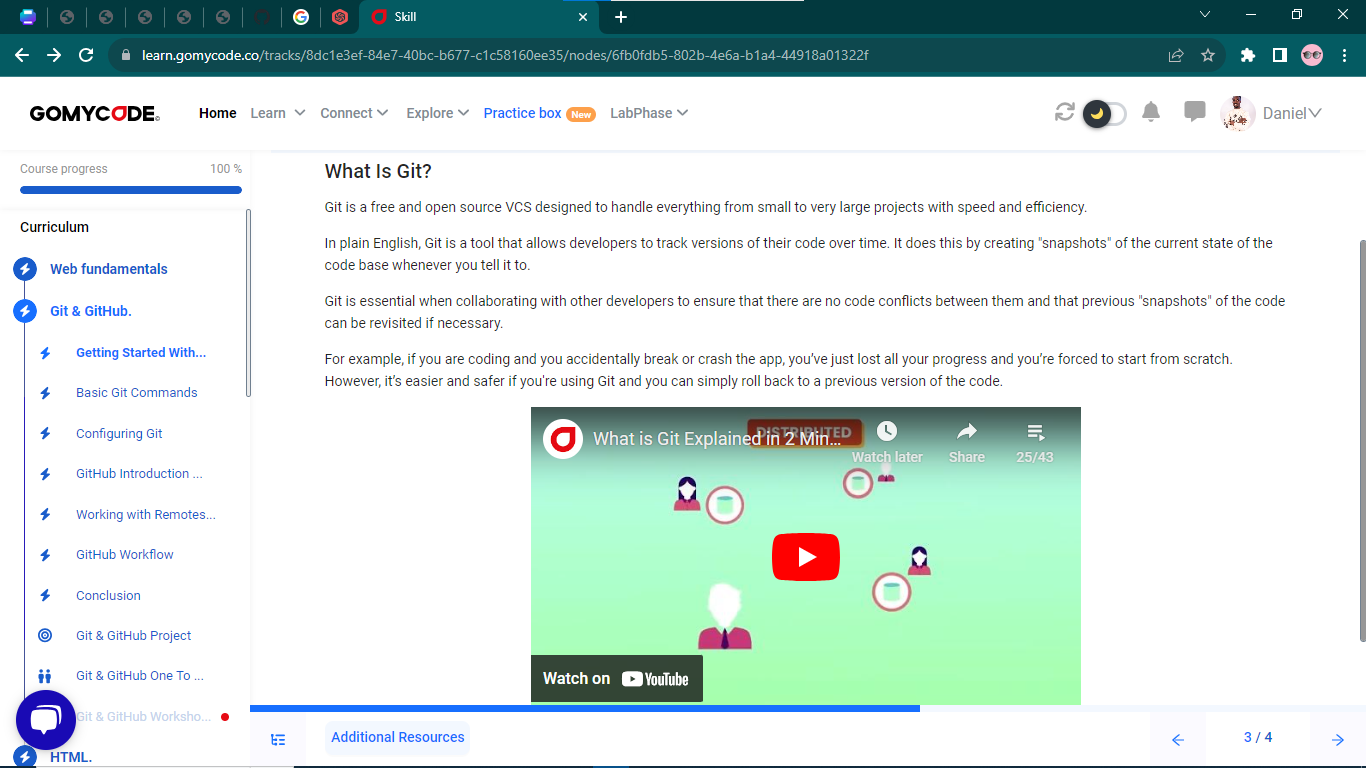 Skill
learn.gomycode.co/tracks/8dc1e3ef-84e7-40bc-b677-c1c58160ee35/nodes/6fb0fdb5-802b-4e6a-b1a4-44918a01322f
GOMYCODE
Home Learn Connect Explore Practice box New LabPhase
Daniel
Course progress 100 %
Curriculum
Web fundamentals
Git & GitHub.
Getting Started With...
Basic Git Commands
Configuring Git
GitHub Introduction ...
Working with Remotes...
GitHub Workflow
Conclusion
Git & GitHub Project
Git & GitHub One To ...
Git & GitHub Worksho...
HTML.
What Is Git?
Git is a free and open source VCS designed to handle everything from small to very large projects with speed and efficiency.
In plain English, Git is a tool that allows developers to track versions of their code over time. It does this by creating "snapshots" of the current state of the
code base whenever you tell it to.
Git is essential when collaborating with other developers to ensure that there are no code conflicts between them and that previous "snapshots" of the code
can be revisited if necessary.
For example, if you are coding and you accidentally break or crash the app, you’ve just lost all your progress and you’re forced to start from scratch.
However, it’s easier and safer if you're using Git and you can simply roll back to a previous version of the code.
DISTRIBUTED
What is Git Explained in 2 Min...
Watch later Share 25/43
Watch on YouTube
Additional Resources
3 / 4